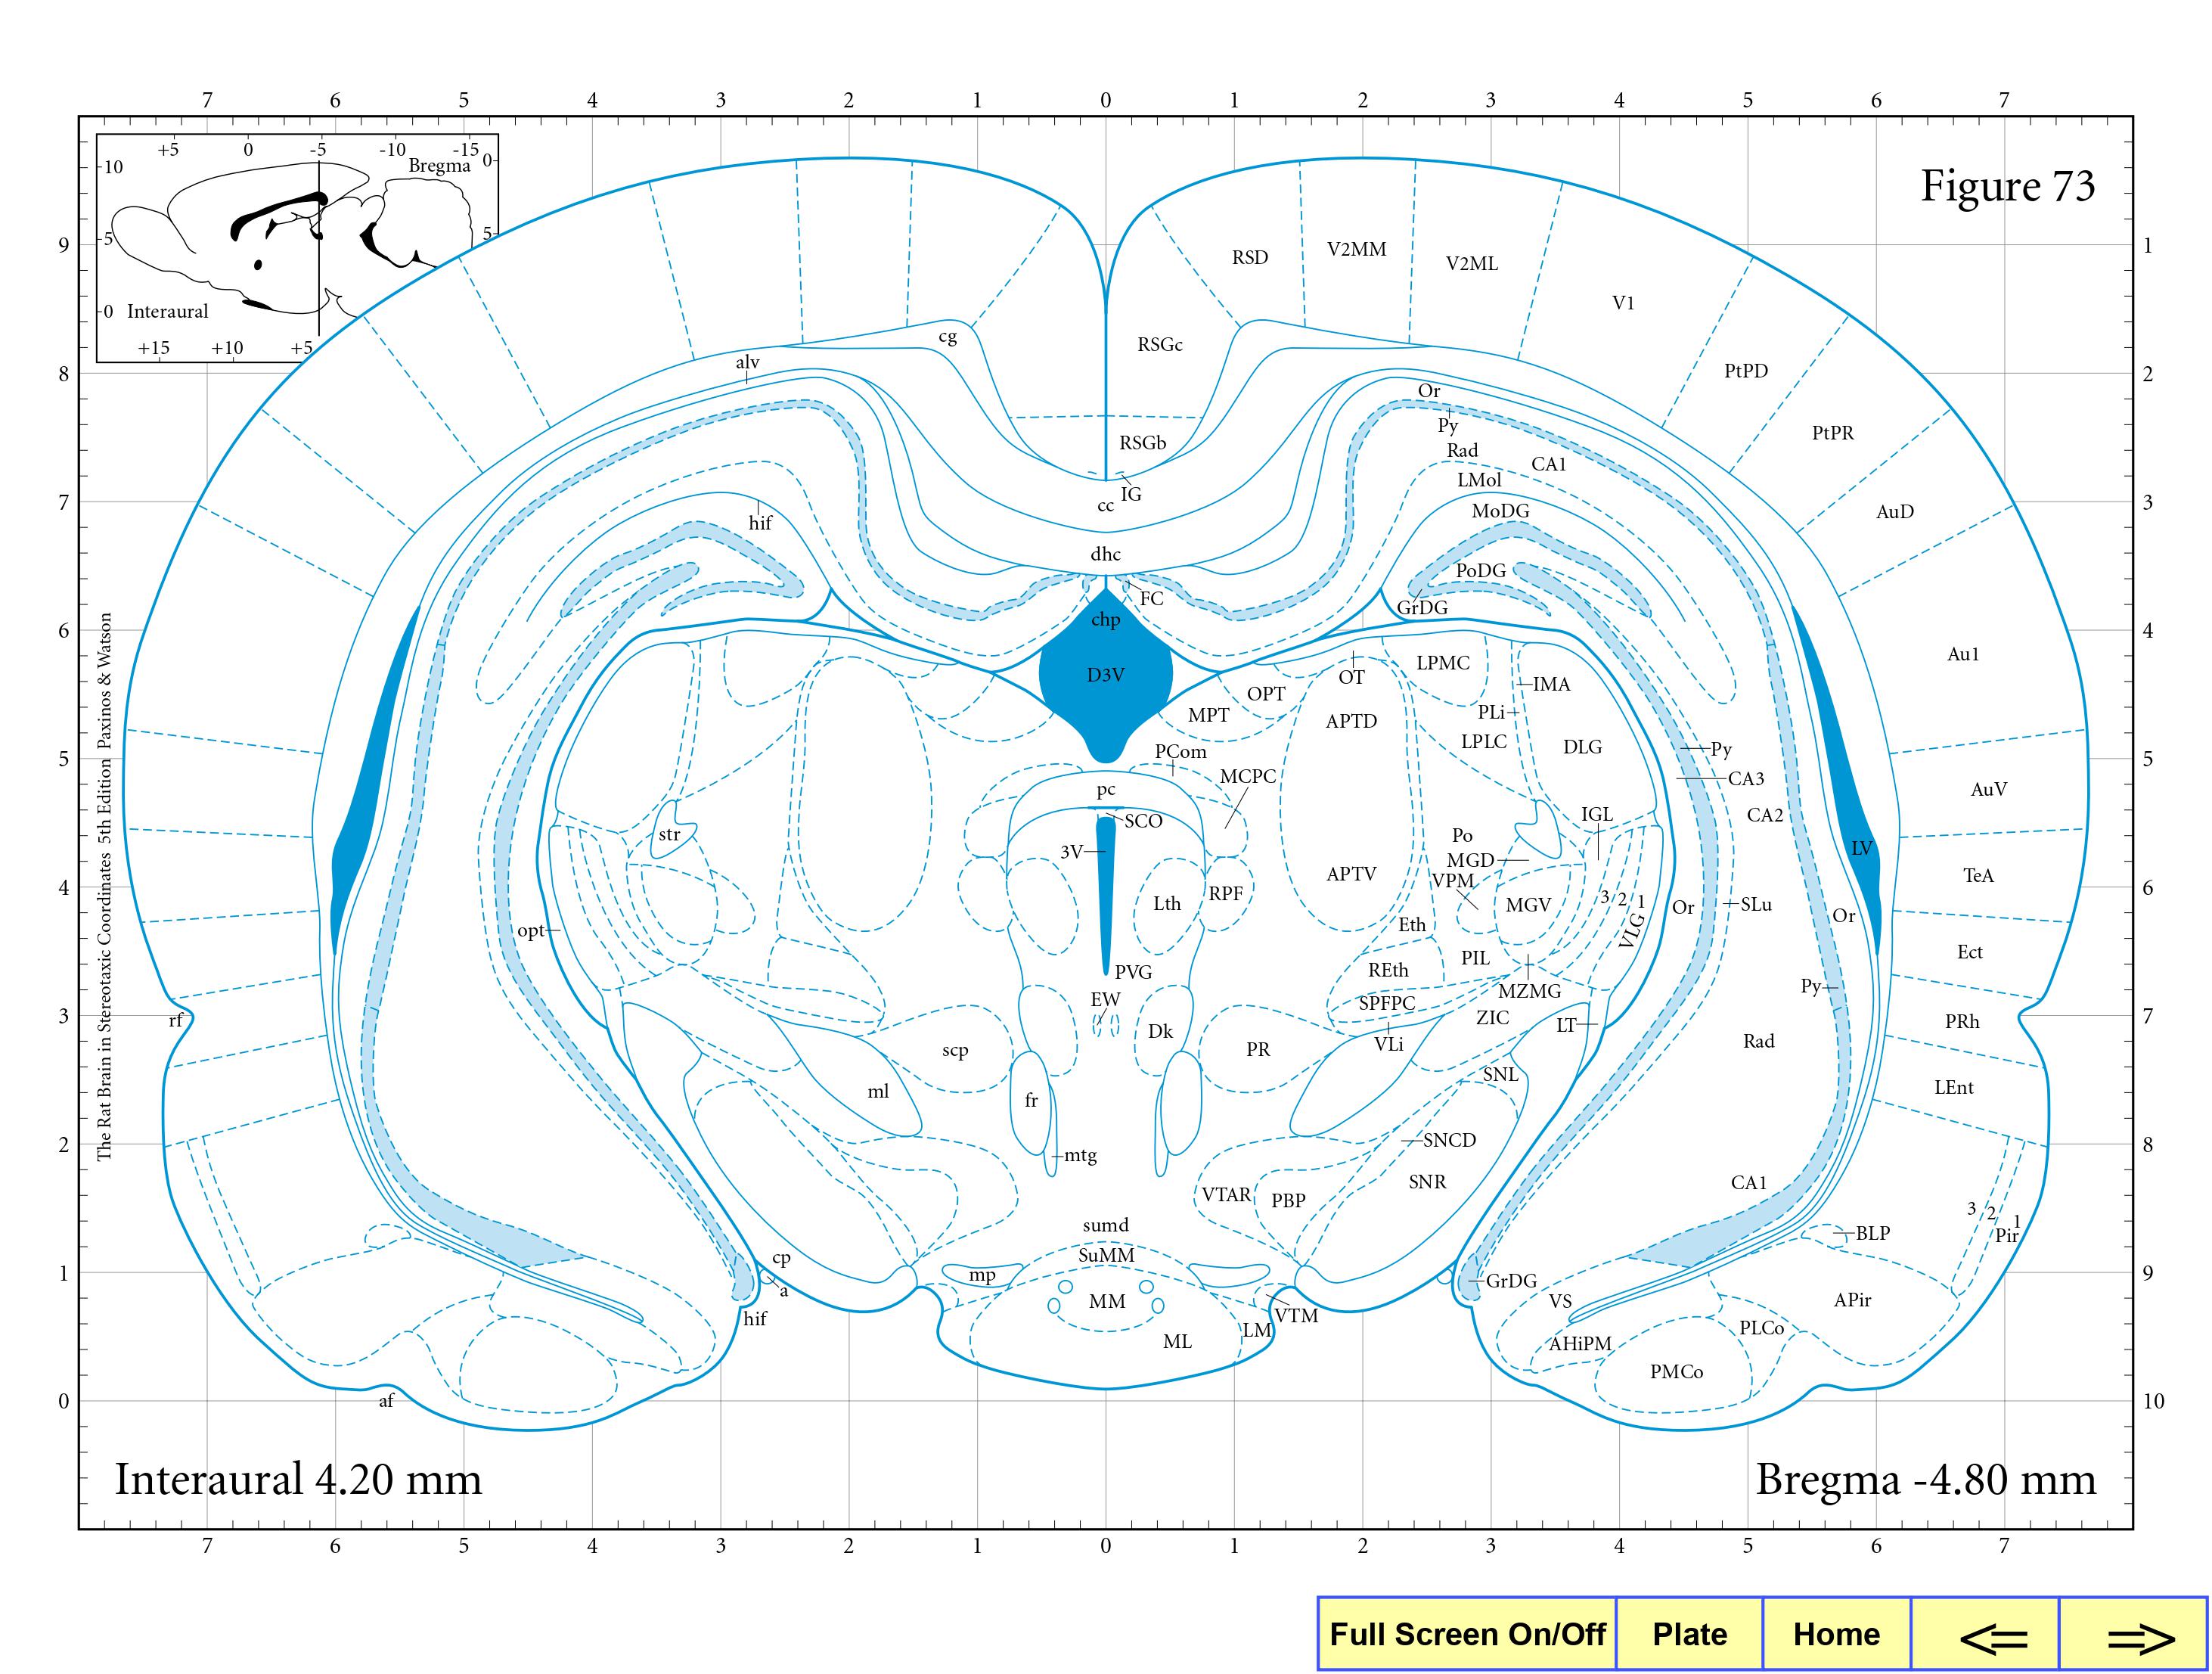 7 6 5 4 3 2 1 0 1 2 3 4 5 6 7
+5 0 -5 -10 -15
Bregma 0
10
5 5
0 Interaural
+15 +10 +5
Figure 73
9 1
8 2
7 3
6 4
5 5
4 6
3 7
2 8
1 9
0 10
The Rat Brain in Stereotaxic Coordinates 5th Edition Paxinos & Watson
RSD V2MM V2ML
V1
cg RSGc
alv PtPD
Or
Py PtPR
RSGb
Rad CA1
LMol
IG
cc
hif MoDG AuD
dhc
PoDG
FC GrDG
chp
Au1
D3V OPT OT LPMC IMA
MPT APTD PLi
LPLC DLG Py
PCom
MCPC CA3
pc AuV
SCO IGL CA2
str Po
3V MGD LV
APTV VPM TeA
Lth RPF MGV 3 2 1 Or SLu Or
opt Eth VLG
PVG REth PIL Ect
EW SPFPC MZMG Py
rf ZIC LT PRh
Dk VLi
scp PR Rad
ml SNL LEnt
fr
SNCD
mtg
SNR CA1
VTAR PBP
3 2 1
sumd Pir
BLP
cp SuMM
mp GrDG
a MM VS APir
hif VTM
LM PLCo
ML AHiPM
PMCo
af
Interaural 4.20 mm Bregma -4.80 mm
7 6 5 4 3 2 1 0 1 2 3 4 5 6 7
Full Screen On/Off Plate Home <= =>